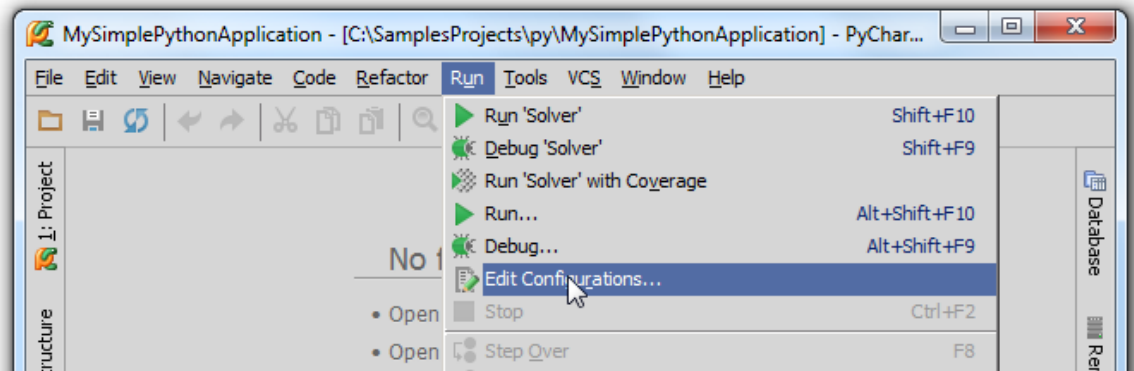 MySimplePythonApplication - [C:\SamplesProjects\py\MySimplePythonApplication] - PyChar...
File Edit View Navigate Code Refactor Run Tools VCS Window Help
Run 'Solver' Shift+F10
Debug 'Solver' Shift+F9
Run 'Solver' with Coverage
Run... Alt+Shift+F10
Debug... Alt+Shift+F9
Edit Configurations...
Stop Ctrl+F2
Step Over F8
1: Project
No
• Open
• Open
Database